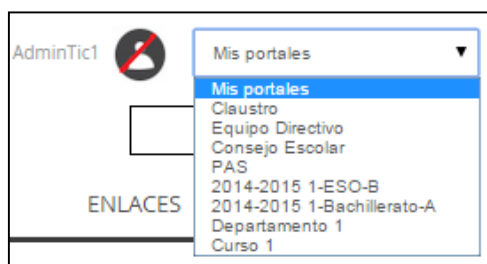 AdminTic1
Mis portales
Mis portales
Claustro
Equipo Directivo
Consejo Escolar
PAS
2014-2015 1-ESO-B
2014-2015 1-Bachillerato-A
Departamento 1
Curso 1
ENLACES